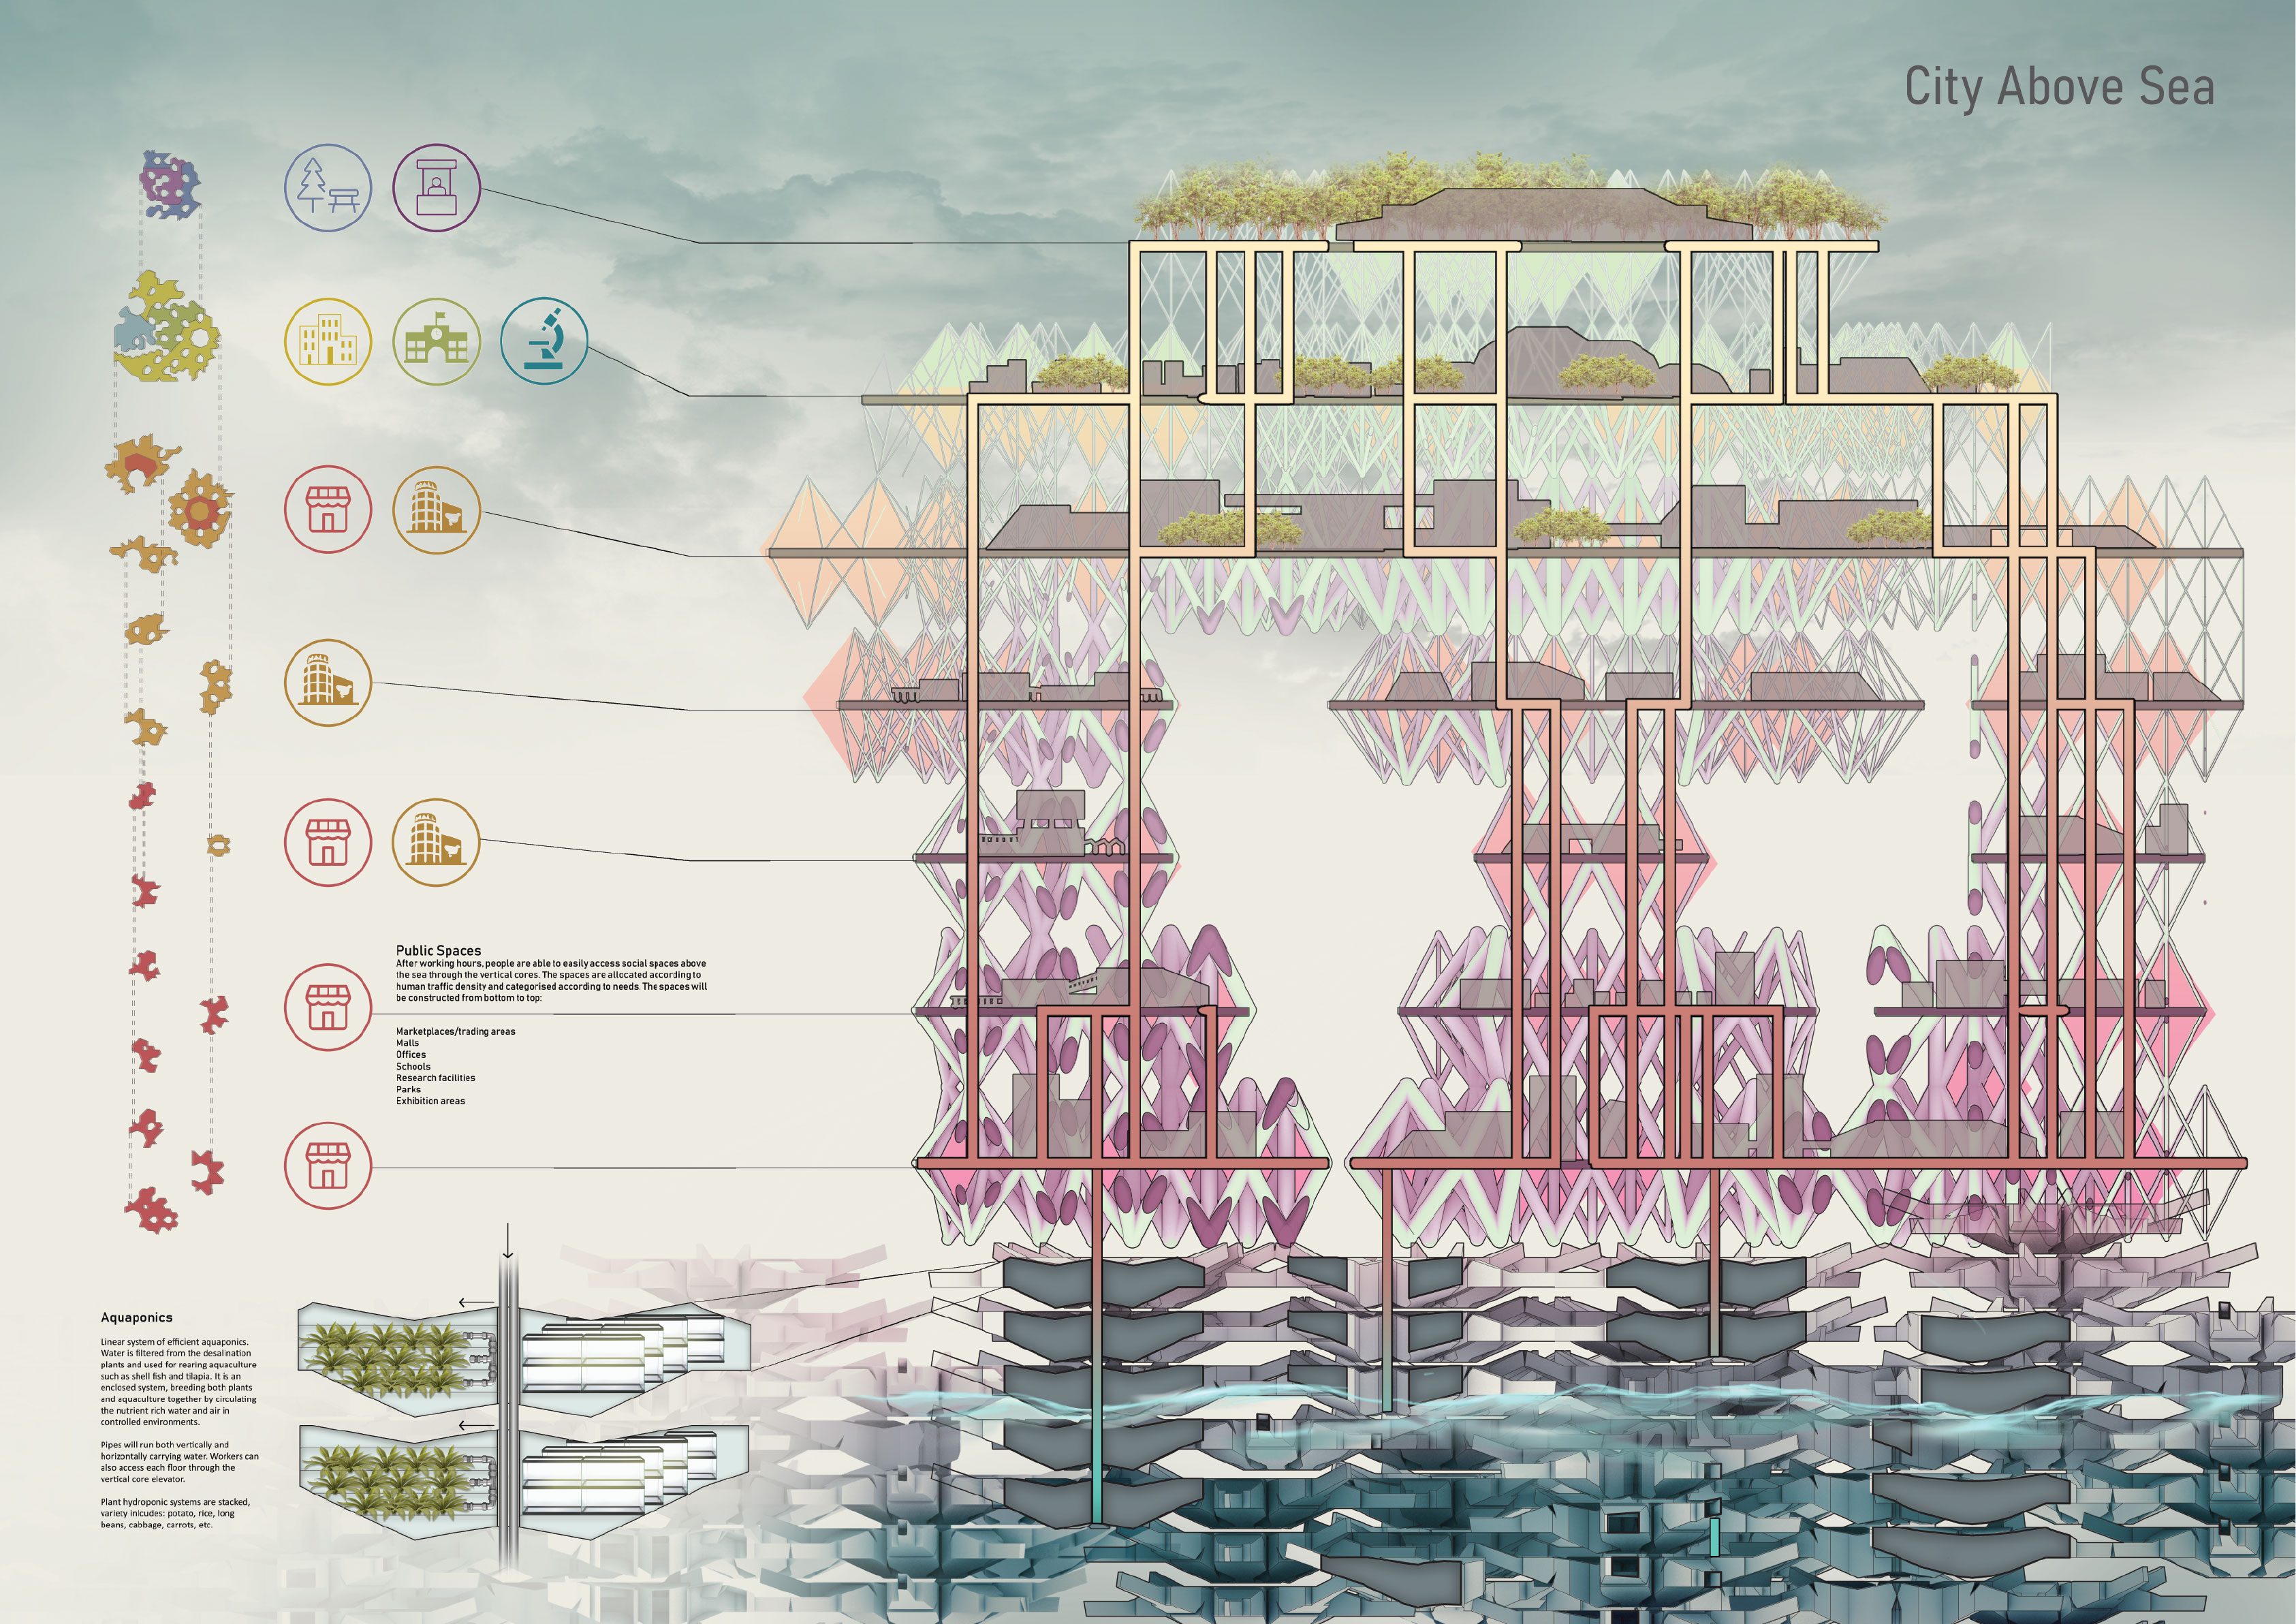 City Above Sea
MALL
MALL
MALL
Public Spaces
After working hours, people are able to easily access social spaces above
the sea through the vertical cores. The spaces are allocated according to
human traffic density and categorised according to needs. The spaces will
be constructed from bottom to top:
Marketplaces/trading areas
Malls
Offices
Schools
Research facilities
Parks
Exhibition areas
Aquaponics
Linear system of efficient aquaponics.
Water is filtered from the desalination
plants and used for rearing aquaculture
such as shell fish and tilapia. It is an
enclosed system, breeding both plants
and aquaculture together by circulating
the nutrient rich water and air in
controlled environments.
Pipes will run both vertically and
horizontally carrying water. Workers can
also access each floor through the
vertical core elevator.
Plant hydroponic systems are stacked,
variety inlcudes: potato, rice, long
beans, cabbage, carrots, etc.